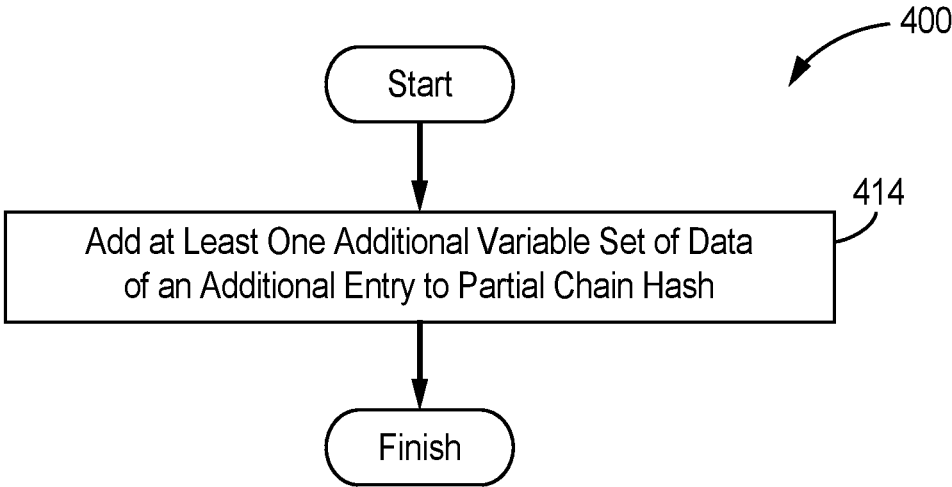 400
Start
414
Add at Least One Additional Variable Set of Data
of an Additional Entry to Partial Chain Hash
Finish